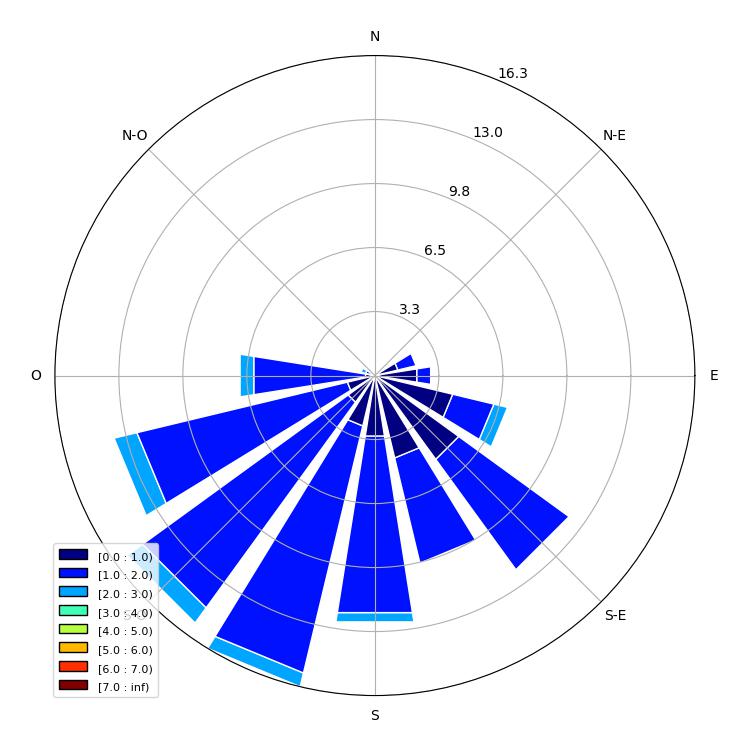 N
16.3
N-O
13.0
N-E
9.8
6.5
3.3
O
E
[0.0 : 1.0)
[1.0 : 2.0)
[2.0 : 3.0)
[3.0 : 4.0)
[4.0 : 5.0)
[5.0 : 6.0)
[6.0 : 7.0)
[7.0 : inf)
S-E
S